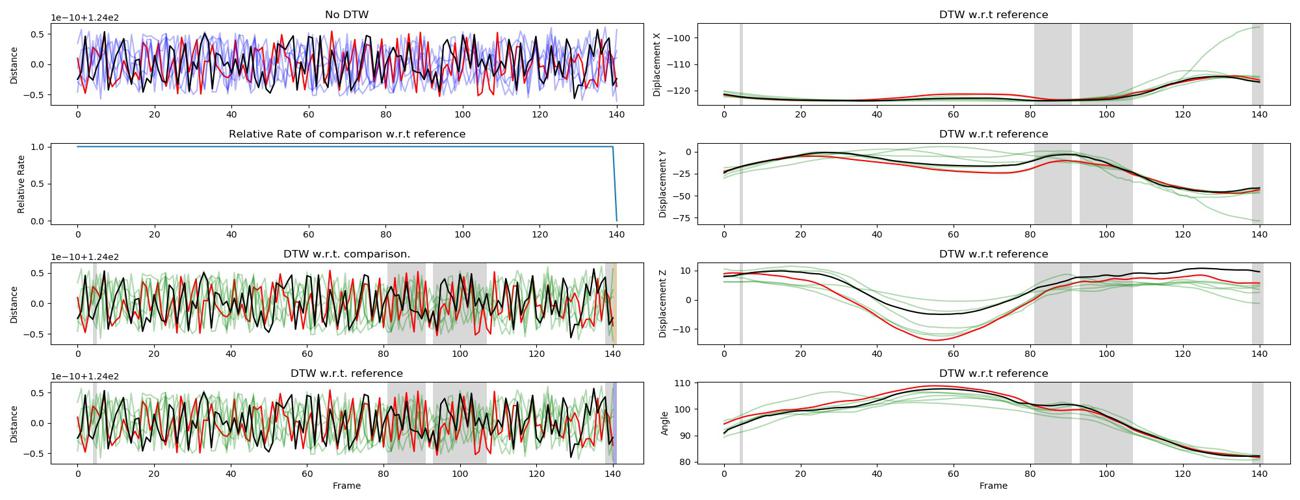 No DTW
1e−10+1.24e2
0.5
0.0
−0.5
Distance
0 20 40 60 80 100 120 140
Relative Rate of comparison w.r.t reference
1.0
0.5
0.0
Relative Rate
0 20 40 60 80 100 120 140
DTW w.r.t. comparison.
1e−10+1.24e2
0.5
0.0
−0.5
Distance
0 20 40 60 80 100 120 140
DTW w.r.t. reference
1e−10+1.24e2
0.5
0.0
−0.5
Distance
0 20 40 60 80 100 120 140
Frame
DTW w.r.t reference
−100
−110
−120
Diplacement X
0 20 40 60 80 100 120 140
DTW w.r.t reference
0
−25
−50
−75
Displacement Y
0 20 40 60 80 100 120 140
DTW w.r.t reference
10
0
−10
Displacement Z
0 20 40 60 80 100 120 140
DTW w.r.t reference
110
100
90
80
Angle
0 20 40 60 80 100 120 140
Frame